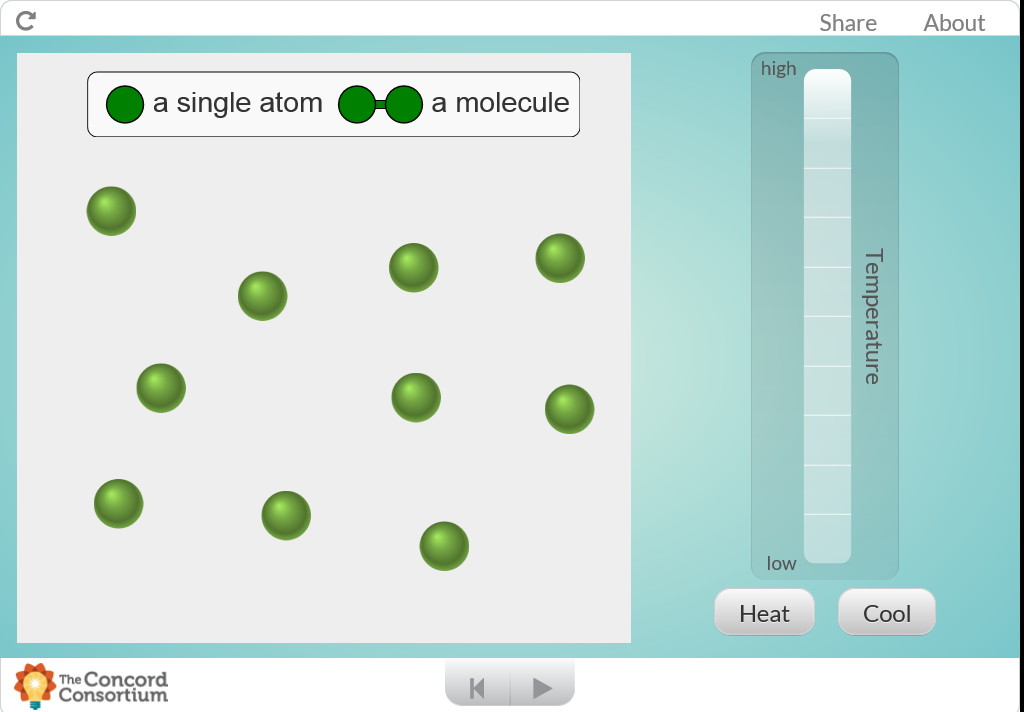 Share About
a single atom a molecule
high
Temperature
low
Heat Cool
The Concord
Consortium